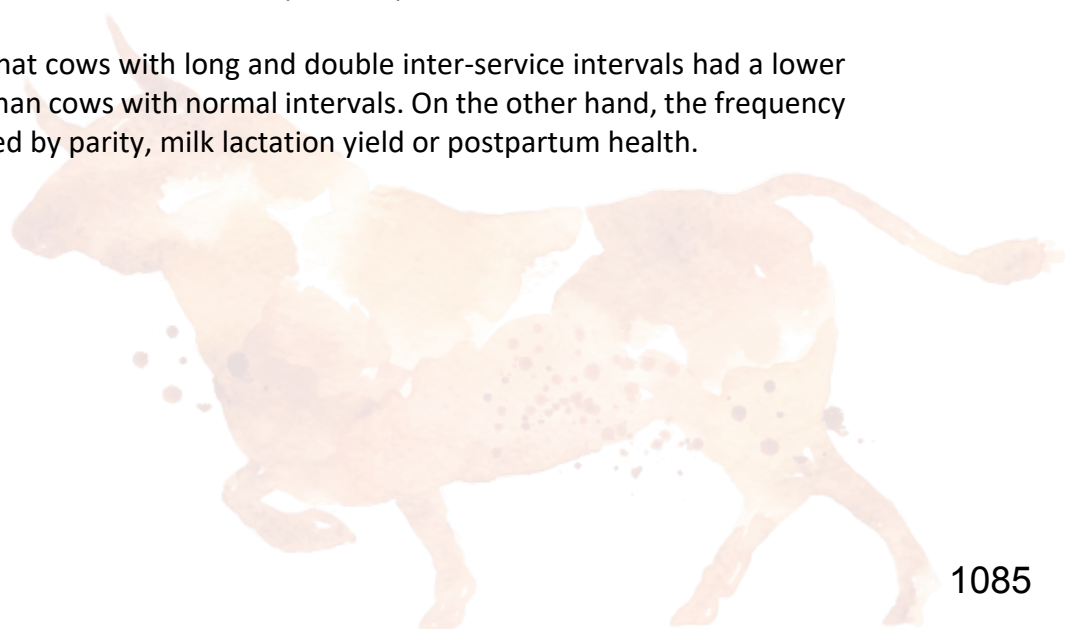 hat cows with long and double inter-service intervals had a lower
han cows with normal intervals. On the other hand, the frequency
ed by parity, milk lactation yield or postpartum health.
1085